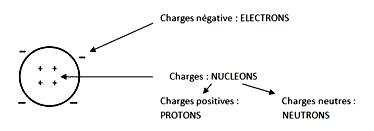 Charges négative : ELECTRONS
Charges : NUCLEONS
Charges positives :
PROTONS
Charges neutres :
NEUTRONS